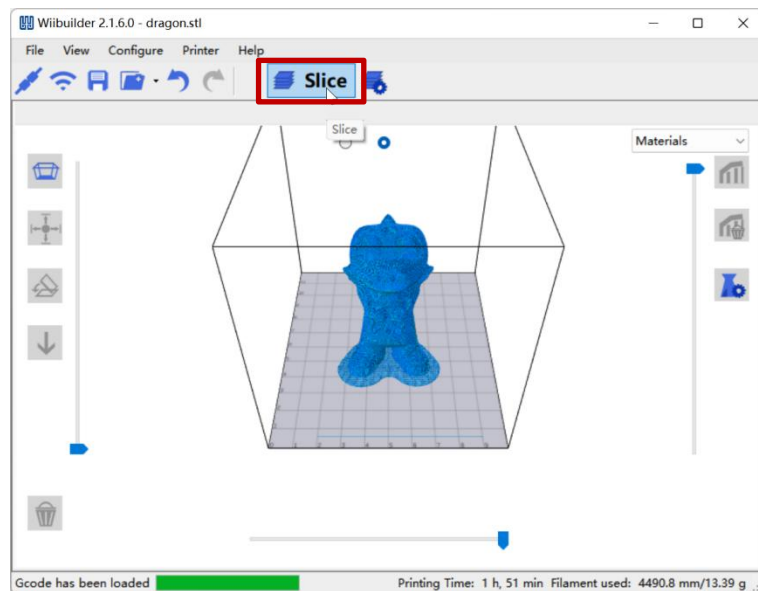 Wiibuilder 2.1.6.0 - dragon.stl
File View Configure Printer Help
Slice
Slice
Materials
Gcode has been loaded Printing Time: 1 h, 51 min Filament used: 4490.8 mm/13.39 g